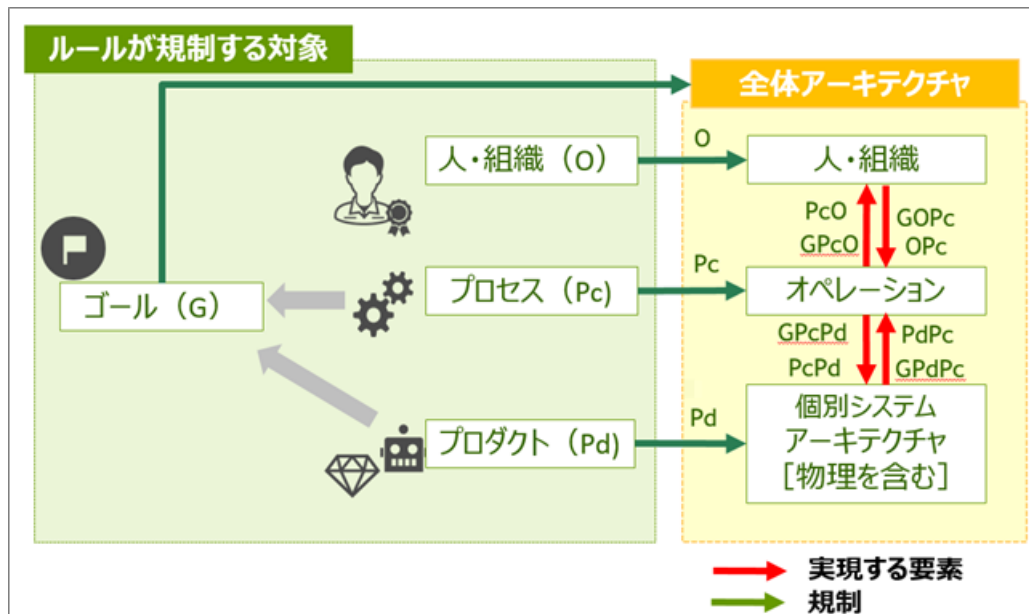 ルールが規制する対象
全体アーキテクチャ
人・組織（O）
O
人・組織
PcO
GOPc
GPcO
OPc
ゴール（G）
プロセス（Pc）
Pc
オペレーション
GPcPd
PdPc
PcPd
GPdPc
プロダクト（Pd）
Pd
個別システム
アーキテクチャ
［物理を含む］
実現する要素
規制